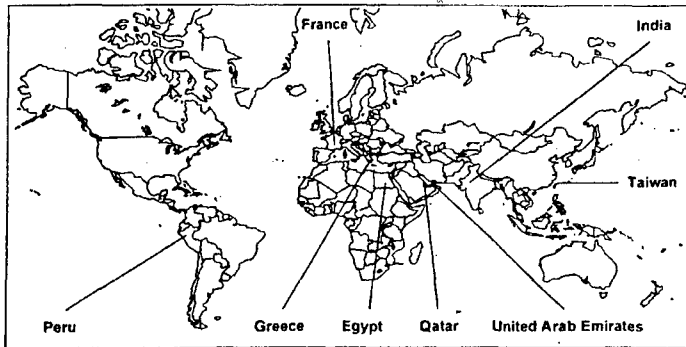 France
India
Taiwan
Peru
Greece
Egypt
Qatar
United Arab Emirates